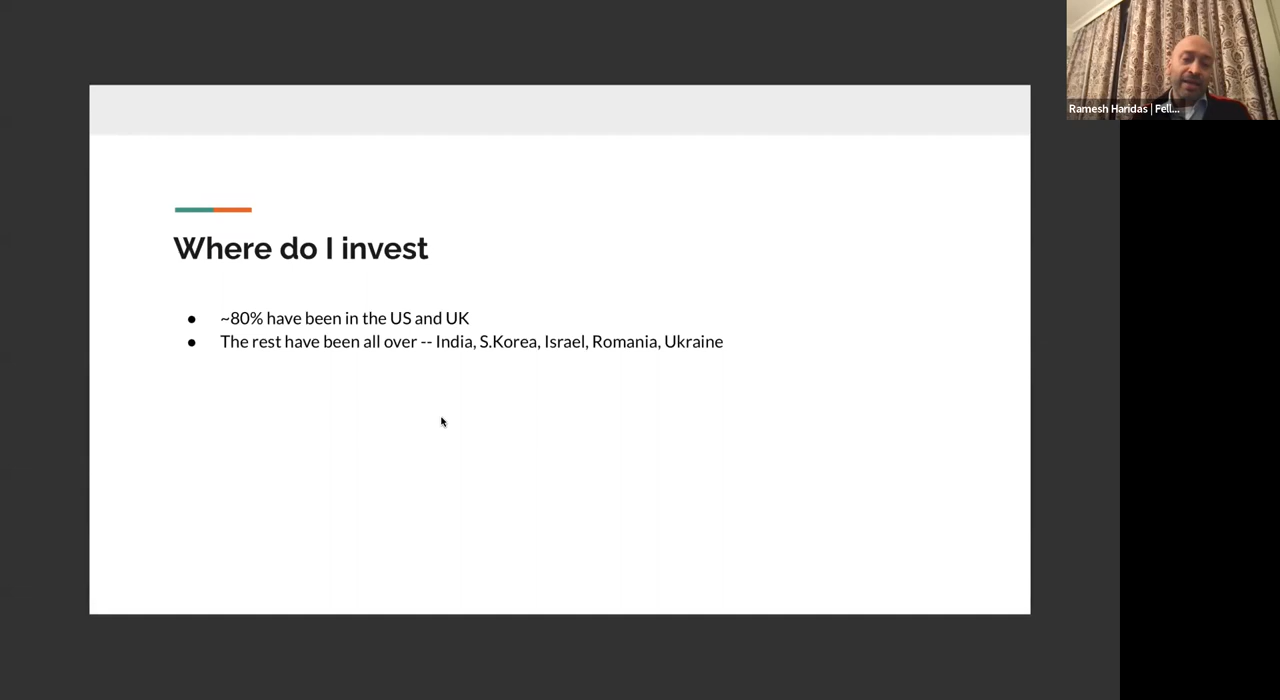 Ramesh Haridas | Fell...
Where do I invest
● ~80% have been in the US and UK
● The rest have been all over -- India, S.Korea, Israel, Romania, Ukraine